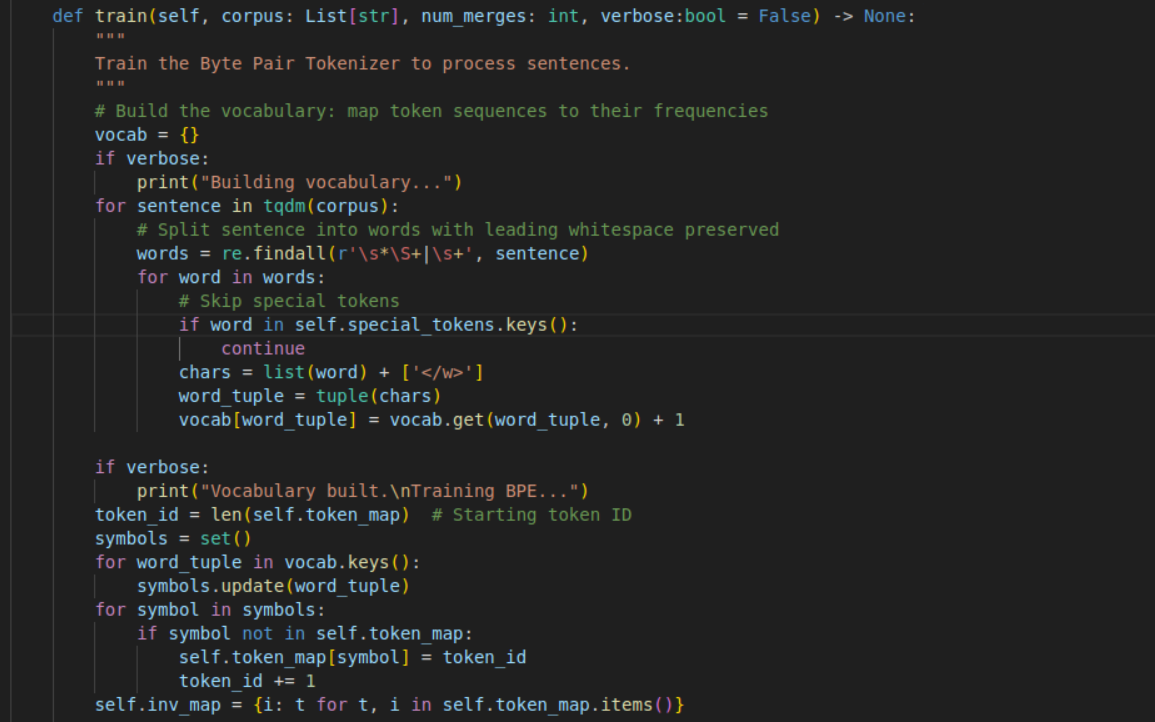 def train(self, corpus: List[str], num_merges: int, verbose:bool = False) -> None:
    """
    Train the Byte Pair Tokenizer to process sentences.
    """
    # Build the vocabulary: map token sequences to their frequencies
    vocab = {}
    if verbose:
        print("Building vocabulary...")
    for sentence in tqdm(corpus):
        # Split sentence into words with leading whitespace preserved
        words = re.findall(r'\s*\S+|\s+', sentence)
        for word in words:
            # Skip special tokens
            if word in self.special_tokens.keys():
                continue
            chars = list(word) + ['</w>']
            word_tuple = tuple(chars)
            vocab[word_tuple] = vocab.get(word_tuple, 0) + 1

    if verbose:
        print("Vocabulary built.\nTraining BPE...")
    token_id = len(self.token_map)  # Starting token ID
    symbols = set()
    for word_tuple in vocab.keys():
        symbols.update(word_tuple)
    for symbol in symbols:
        if symbol not in self.token_map:
            self.token_map[symbol] = token_id
            token_id += 1
    self.inv_map = {i: t for t, i in self.token_map.items()}